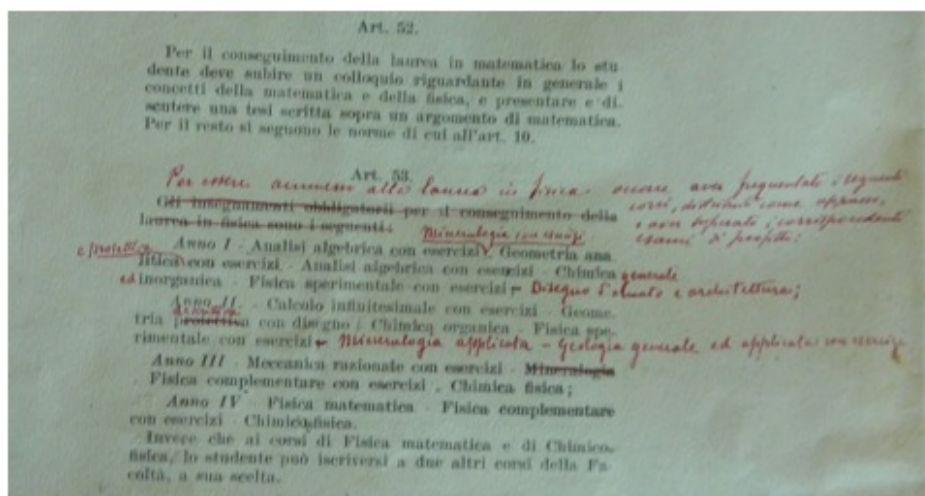 Art. 52.
Per il conseguimento della laurea in matematica lo stu
dente deve subire un colloquio riguardante in generale i
concetti della matematica e della fisica, e presentare e di-
scutere una tesi scritta sopra un argomento di matematica.
Per il resto si seguono le norme di cui all'art. 10.
Art. 53.
Per essere ammessi alla laurea in fisica occorre aver frequentato i seguenti
corsi, distribuiti come appresso,
Gli insegnamenti obbligatorii per il conseguimento della
e aver superato i corrispondenti
laurea in fisica sono i seguenti:
Mineralogia con esercizi
esami di profitto:
e proiettiva
Anno I - Analisi algebrica con esercizi - Geometria ana
litica con esercizi - Analisi algebrica con esercizi - Chimica generale
ed inorganica - Fisica sperimentale con esercizi - Disegno d'ornato e architettura;
Anno II. - Calcolo infinitesimale con esercizi - Geome-
descrittiva
tria proiettiva con disegno - Chimica organica - Fisica spe-
rimentale con esercizi - Mineralogia applicata - Geologia generale ed applicata con esercizi
Anno III - Meccanica razionale con esercizi - Mineralogia
- Fisica complementare con esercizi - Chimica fisica;
Anno IV - Fisica matematica - Fisica complementare
con esercizi - Chimico-fisica.
Invece che ai corsi di Fisica matematica e di Chimico-
fisica, lo studente può iscriversi a due altri corsi della Fa-
coltà, a sua scelta.